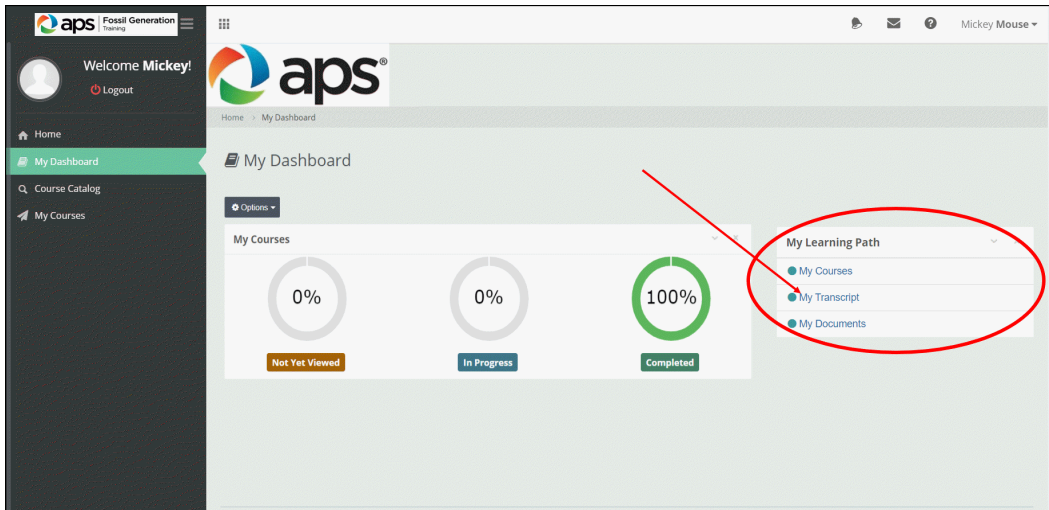 aps Fossil Generation
Training
Mickey Mouse
Welcome Mickey!
Logout
aps®
Home > My Dashboard
Home
My Dashboard
Course Catalog
My Courses
My Dashboard
Options
My Courses
0%
0%
100%
Not Yet Viewed
In Progress
Completed
My Learning Path
My Courses
My Transcript
My Documents